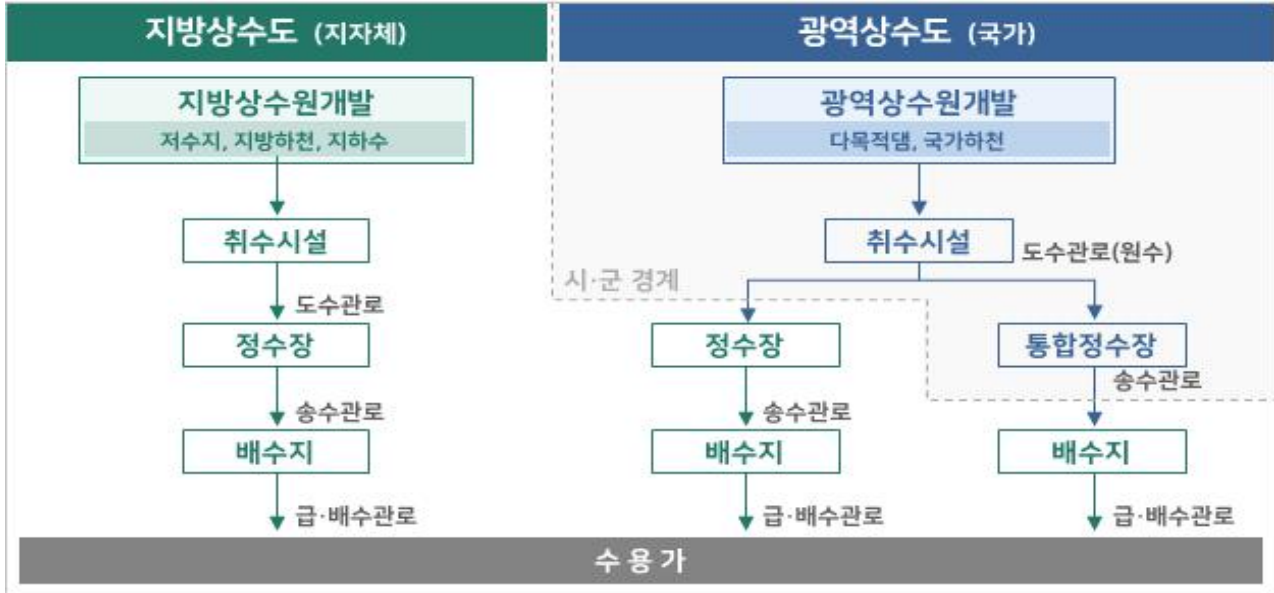 지방상수도 (지자체)
광역상수도 (국가)
지방상수원개발
저수지, 지방하천, 지하수
광역상수원개발
다목적댐, 국가하천
취수시설
취수시설
도수관로(원수)
시·군 경계
도수관로
정수장
정수장
통합정수장
송수관로
송수관로
송수관로
배수지
배수지
배수지
급·배수관로
급·배수관로
급·배수관로
수 용 가